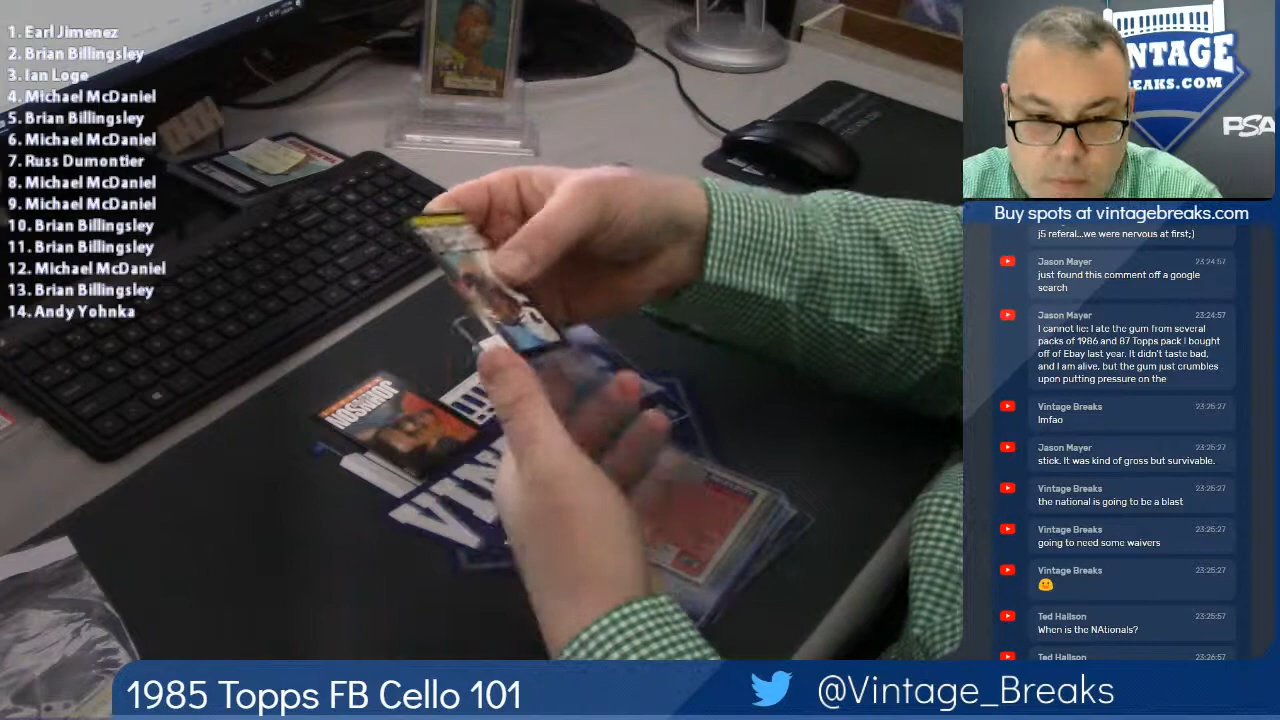 1. Earl Jimenez
2. Brian Billingsley
3. Ian Loge
4. Michael McDaniel
5. Brian Billingsley
6. Michael McDaniel
7. Russ Dumontier
8. Michael McDaniel
9. Michael McDaniel
10. Brian Billingsley
11. Brian Billingsley
12. Michael McDaniel
13. Brian Billingsley
14. Andy Yohnka
JOHNSON
VIN
NTAGE
BREAKS.COM
PSA
Buy spots at vintagebreaks.com
j5 referal...we were nervous at first;)
Jason Mayer 23:24:57
just found this comment off a google
search
Jason Mayer 23:24:57
I cannot lie: I ate the gum from several
packs of 1986 and 87 Topps pack I bought
off of Ebay last year. It didn't taste bad,
and I am alive, but the gum just crumbles
upon putting pressure on the
Vintage Breaks 23:25:27
lmfao
Jason Mayer 23:25:27
stick. It was kind of gross but survivable.
Vintage Breaks 23:25:27
the national is going to be a blast
Vintage Breaks 23:25:27
going to need some waivers
Vintage Breaks 23:25:27
Ted Hallson 23:25:57
When is the NAtionals?
Ted Hallson 23:26:57
1985 Topps FB Cello 101
@Vintage_Breaks